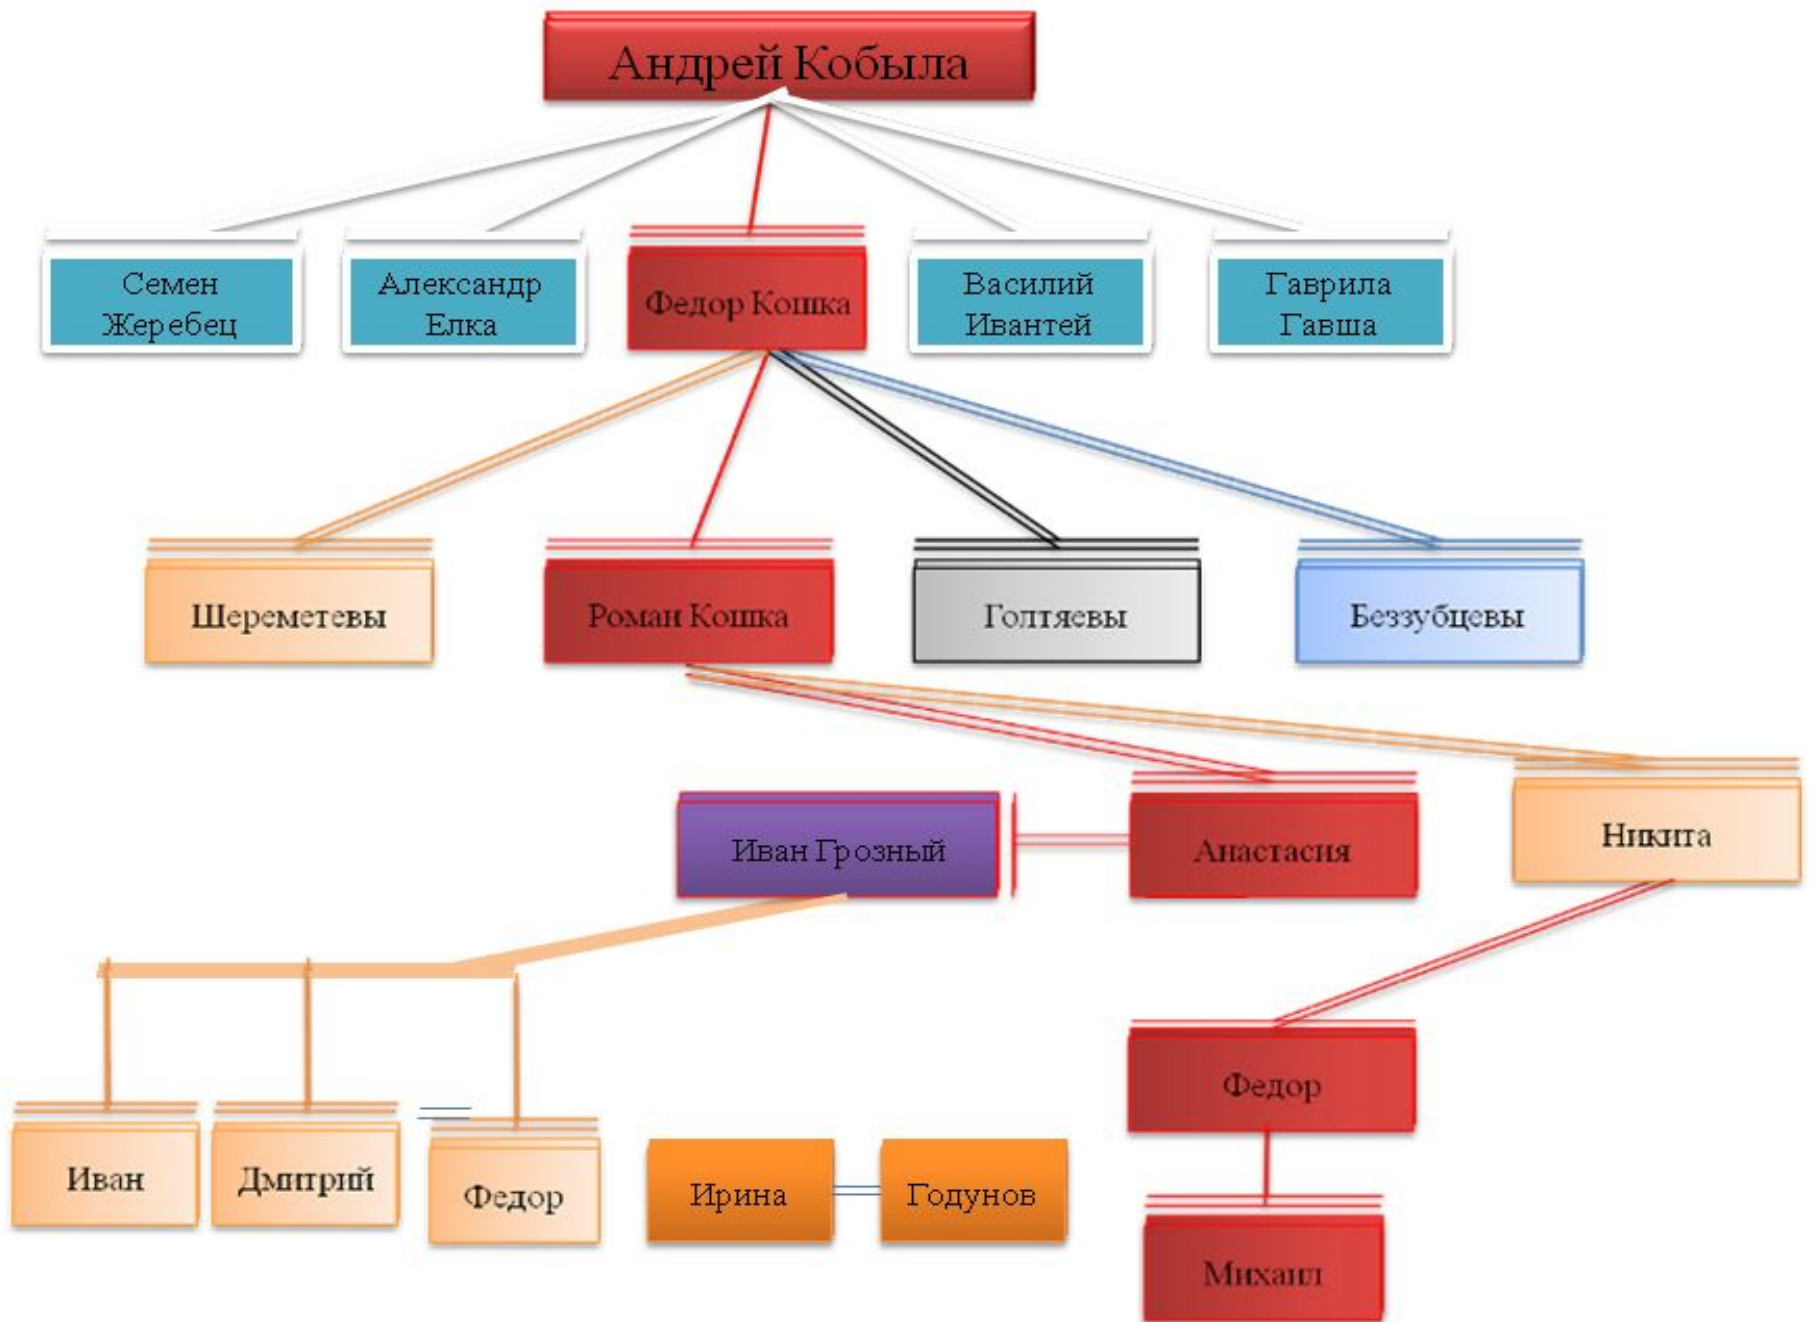 Андрей Кобыла
Семен
Жеребец
Александр
Елка
Федор Кошка
Василий
Ивантей
Гаврила
Гавша
Шереметевы
Роман Кошка
Голтяевы
Беззубцевы
Иван Грозный
Анастасия
Никита
Федор
Иван
Дмитрий
Федор
Ирина
Годунов
Михаил